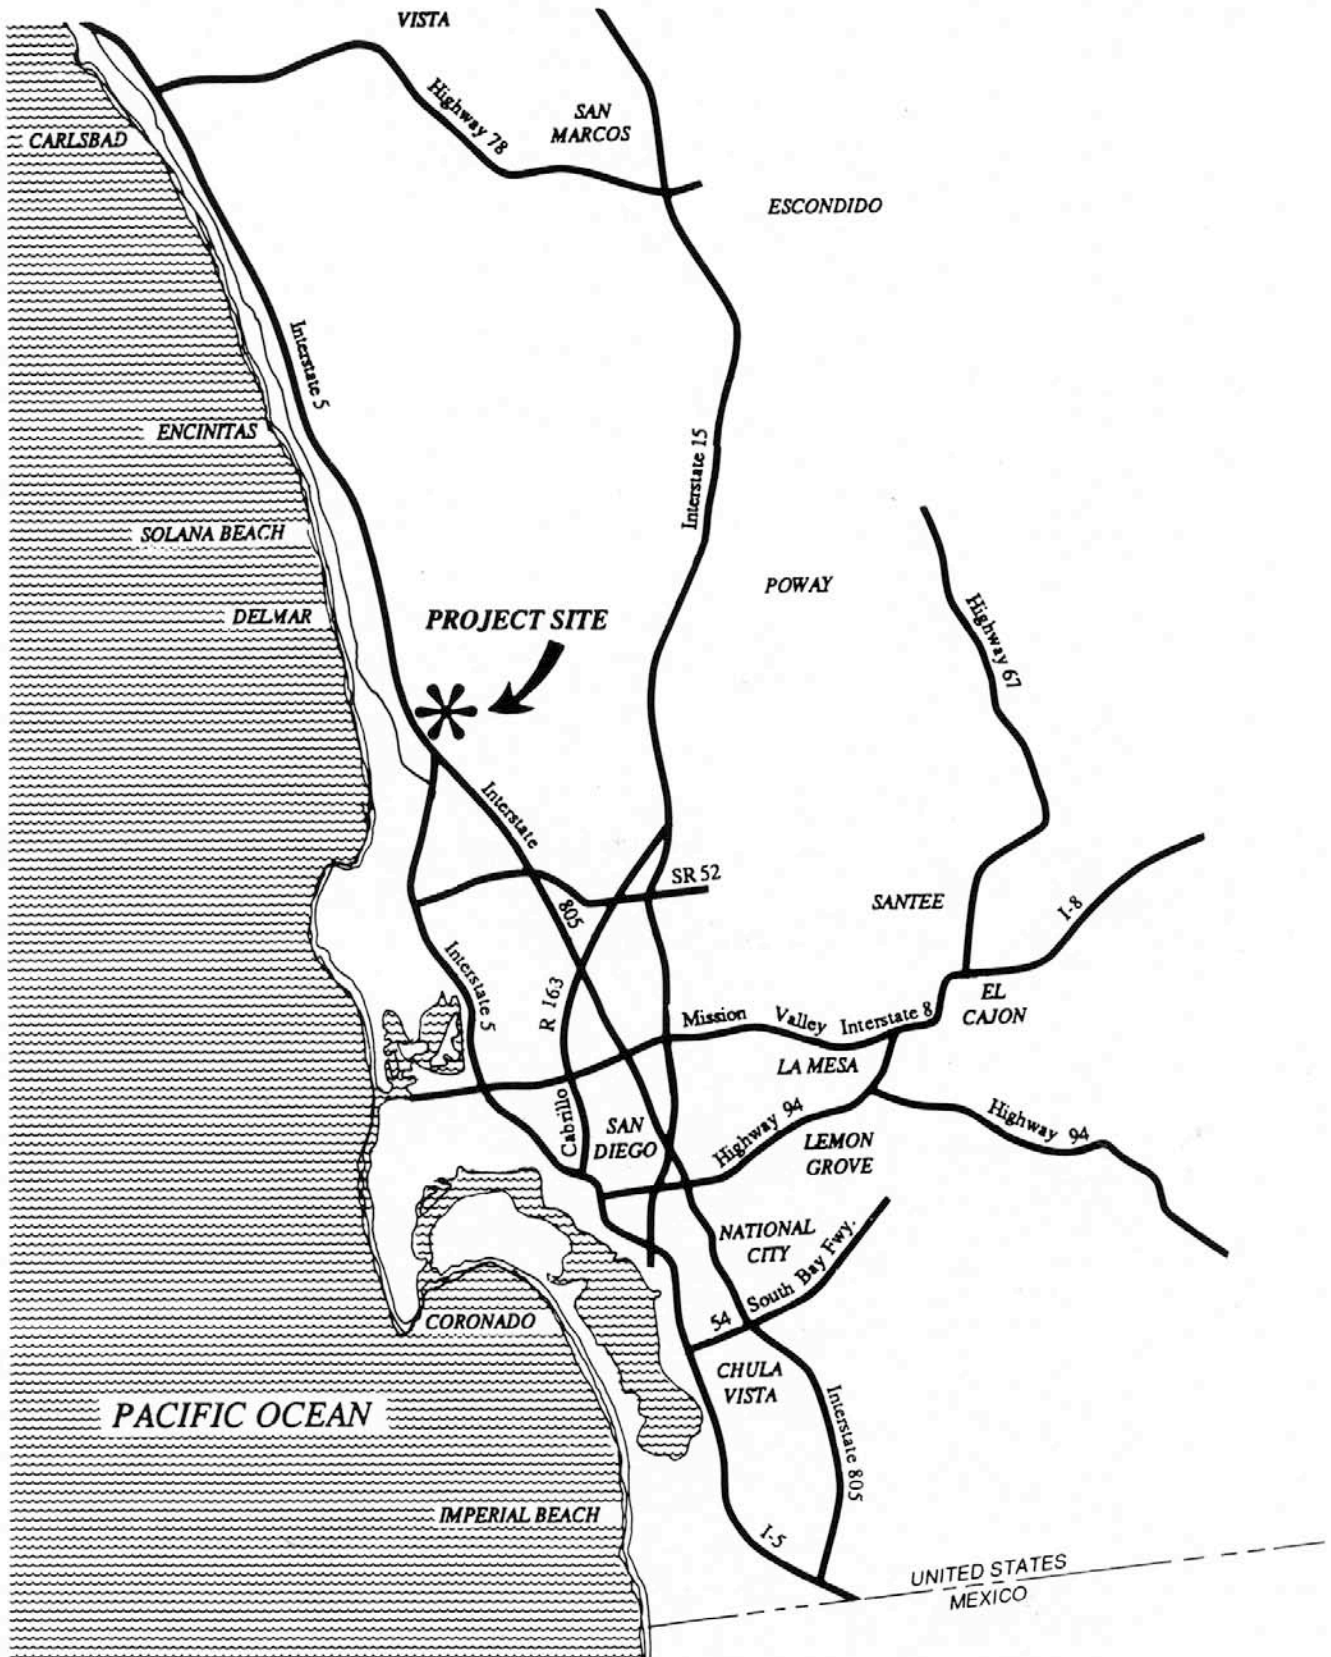 VISTA
Highway 78
SAN
MARCOS
CARLSBAD
ESCONDIDO
Interstate 5
ENCINITAS
Interstate 15
SOLANA BEACH
POWAY
DELMAR
PROJECT SITE
Highway 67
Interstate
805
SR 52
SANTEE
I-8
Interstate 5
R 163
EL
CAJON
Mission Valley Interstate 8
LA MESA
Cabrillo
SAN
DIEGO
Highway 94
LEMON
GROVE
Highway 94
NATIONAL
CITY
54 South Bay Fwy.
CORONADO
CHULA
VISTA
PACIFIC OCEAN
Interstate 805
IMPERIAL BEACH
I-5
UNITED STATES
MEXICO